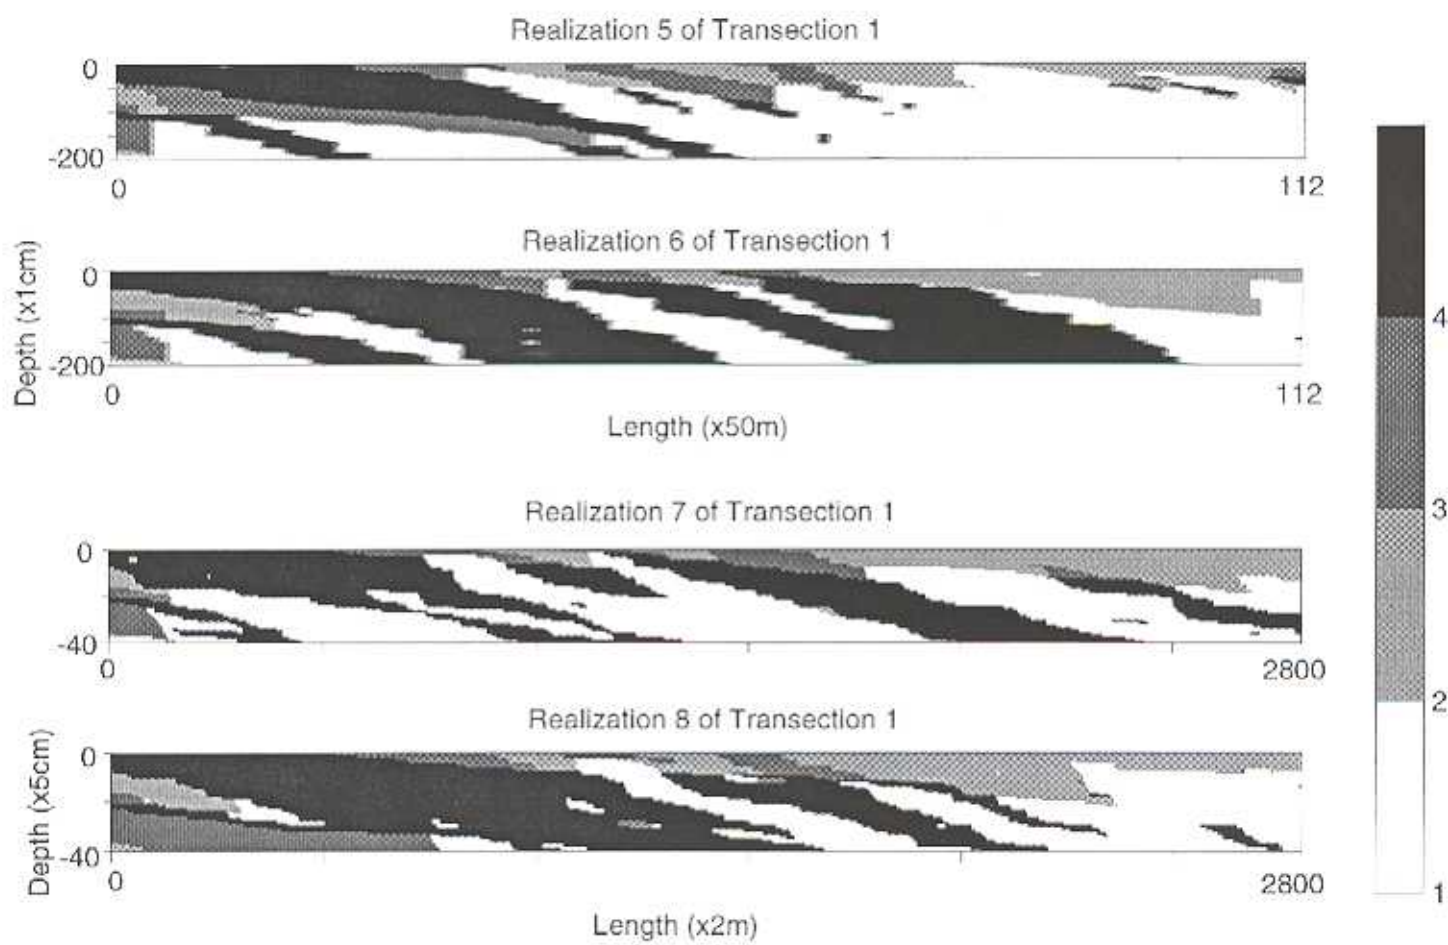 Realization 5 of Transection 1
0
-200
0
112
Realization 6 of Transection 1
0
-200
0
112
Depth (x1cm)
Length (x50m)
Realization 7 of Transection 1
0
-40
0
2800
Realization 8 of Transection 1
0
-40
0
2800
Depth (x5cm)
Length (x2m)
4
3
2
1